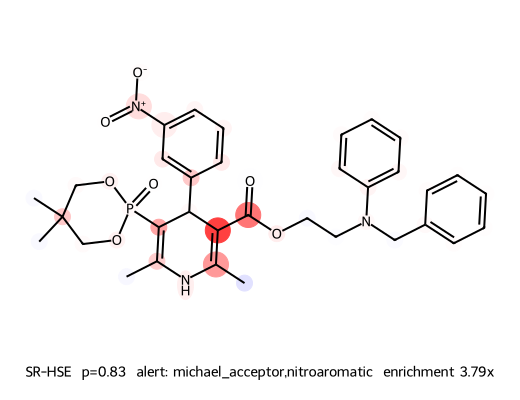 O⁻
N⁺
O
O
O
O
P
O
O
O
N
N
H
SR-HSE p=0.83 alert: michael_acceptor,nitroaromatic enrichment 3.79x